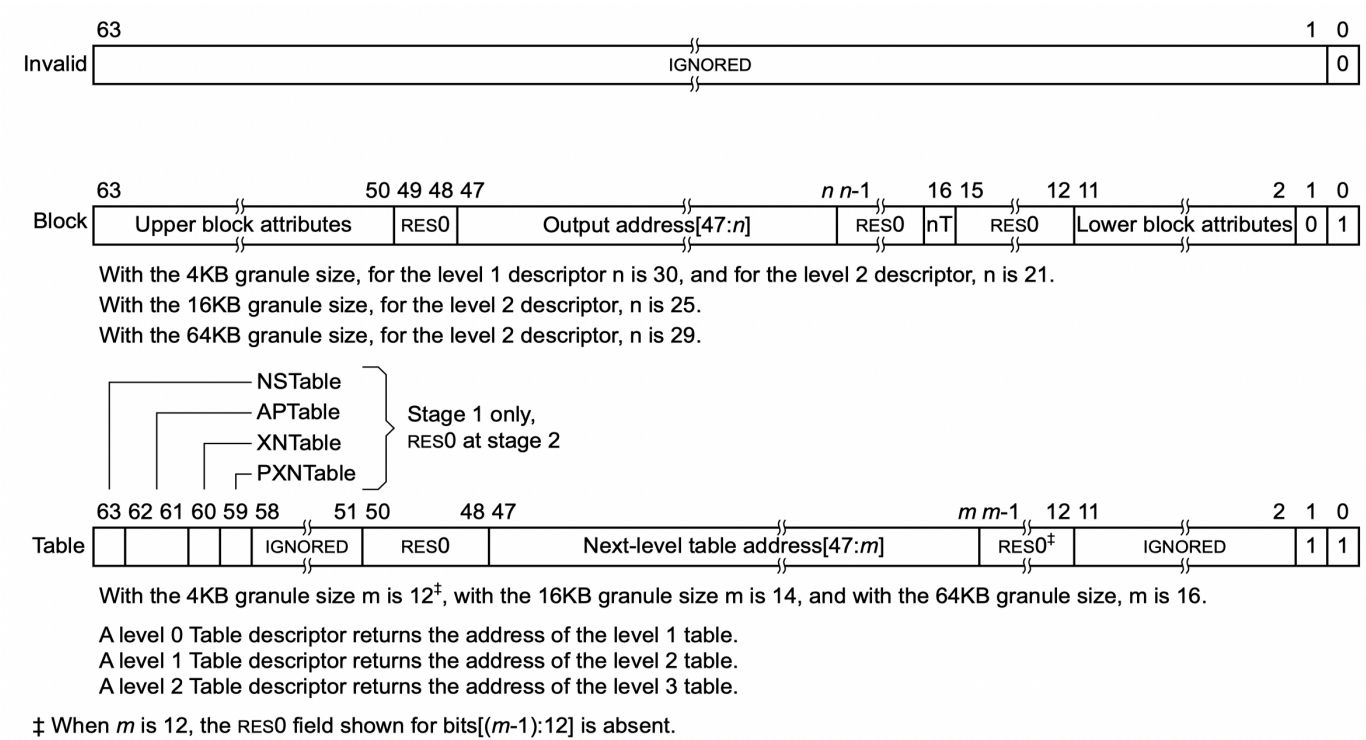 63 1 0
Invalid IGNORED 0
63 50 49 48 47 n n-1 16 15 12 11 2 1 0
Block Upper block attributes RES0 Output address[47:n] RES0 nT RES0 Lower block attributes 0 1
With the 4KB granule size, for the level 1 descriptor n is 30, and for the level 2 descriptor, n is 21.
With the 16KB granule size, for the level 2 descriptor, n is 25.
With the 64KB granule size, for the level 2 descriptor, n is 29.
NSTable
APTable
XNTable
PXNTable
Stage 1 only,
RES0 at stage 2
63 62 61 60 59 58 51 50 48 47 m m-1 12 11 2 1 0
Table IGNORED RES0 Next-level table address[47:m] RES0‡ IGNORED 1 1
With the 4KB granule size m is 12‡, with the 16KB granule size m is 14, and with the 64KB granule size, m is 16.
A level 0 Table descriptor returns the address of the level 1 table.
A level 1 Table descriptor returns the address of the level 2 table.
A level 2 Table descriptor returns the address of the level 3 table.
‡ When m is 12, the RES0 field shown for bits[(m-1):12] is absent.